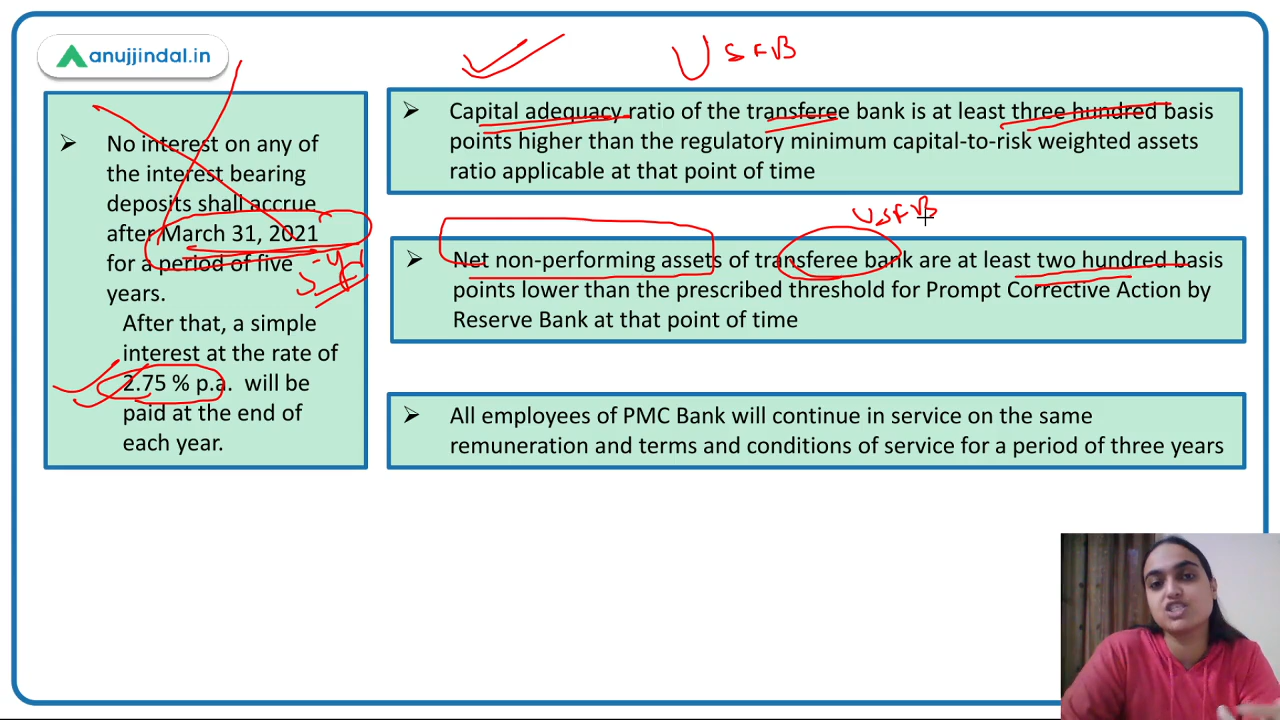 anujjindal.in
USFB
➢ No interest on any of
the interest bearing
deposits shall accrue
after March 31, 2021
for a period of five
years.
5-yr
After that, a simple
interest at the rate of
2.75 % p.a. will be
paid at the end of
each year.
➢ Capital adequacy ratio of the transferee bank is at least three hundred basis
points higher than the regulatory minimum capital-to-risk weighted assets
ratio applicable at that point of time
USFB
➢ Net non-performing assets of transferee bank are at least two hundred basis
points lower than the prescribed threshold for Prompt Corrective Action by
Reserve Bank at that point of time
➢ All employees of PMC Bank will continue in service on the same
remuneration and terms and conditions of service for a period of three years